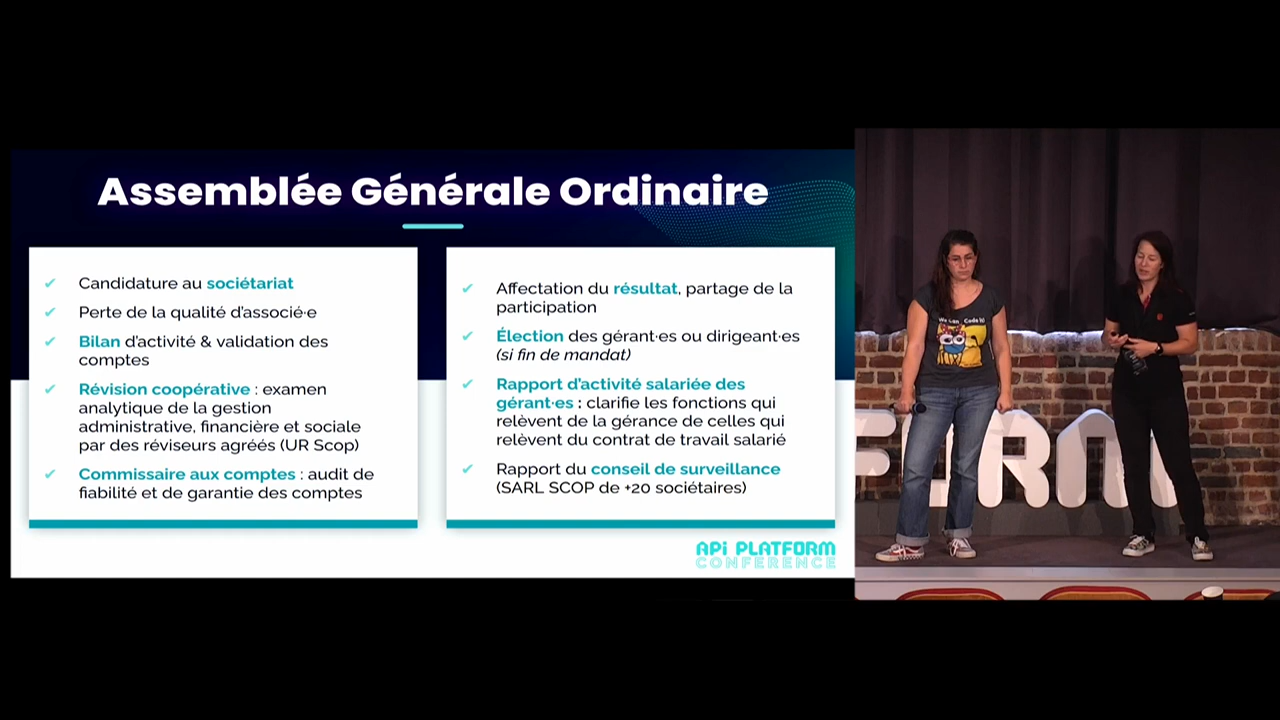 Assemblée Générale Ordinaire
✔ Candidature au sociétariat
✔ Perte de la qualité d'associé·e
✔ Bilan d'activité & validation des
comptes
✔ Révision coopérative : examen
analytique de la gestion
administrative, financière et sociale
par des réviseurs agréés (UR Scop)
✔ Commissaire aux comptes : audit de
fiabilité et de garantie des comptes
✔ Affectation du résultat, partage de la
participation
✔ Élection des gérant·es ou dirigeant·es
(si fin de mandat)
✔ Rapport d'activité salariée des
gérant·es : clarifie les fonctions qui
relèvent de la gérance de celles qui
relèvent du contrat de travail salarié
✔ Rapport du conseil de surveillance
(SARL SCOP de +20 sociétaires)
API PLATFORM
CONFERENCE
We Can Code It!
FORM